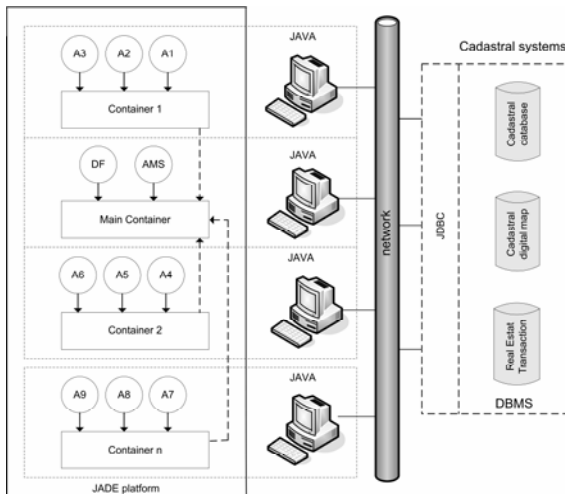 JAVA
A3 A2 A1
Container 1
JAVA
DF AMS
Main Container
JAVA
A6 A5 A4
Container 2
JAVA
A9 A8 A7
Container n
JADE platform
network
Cadastral systems
JDBC
Cadastral
catabase
Cadastral
digital map
Real Estat
Transaction
DBMS